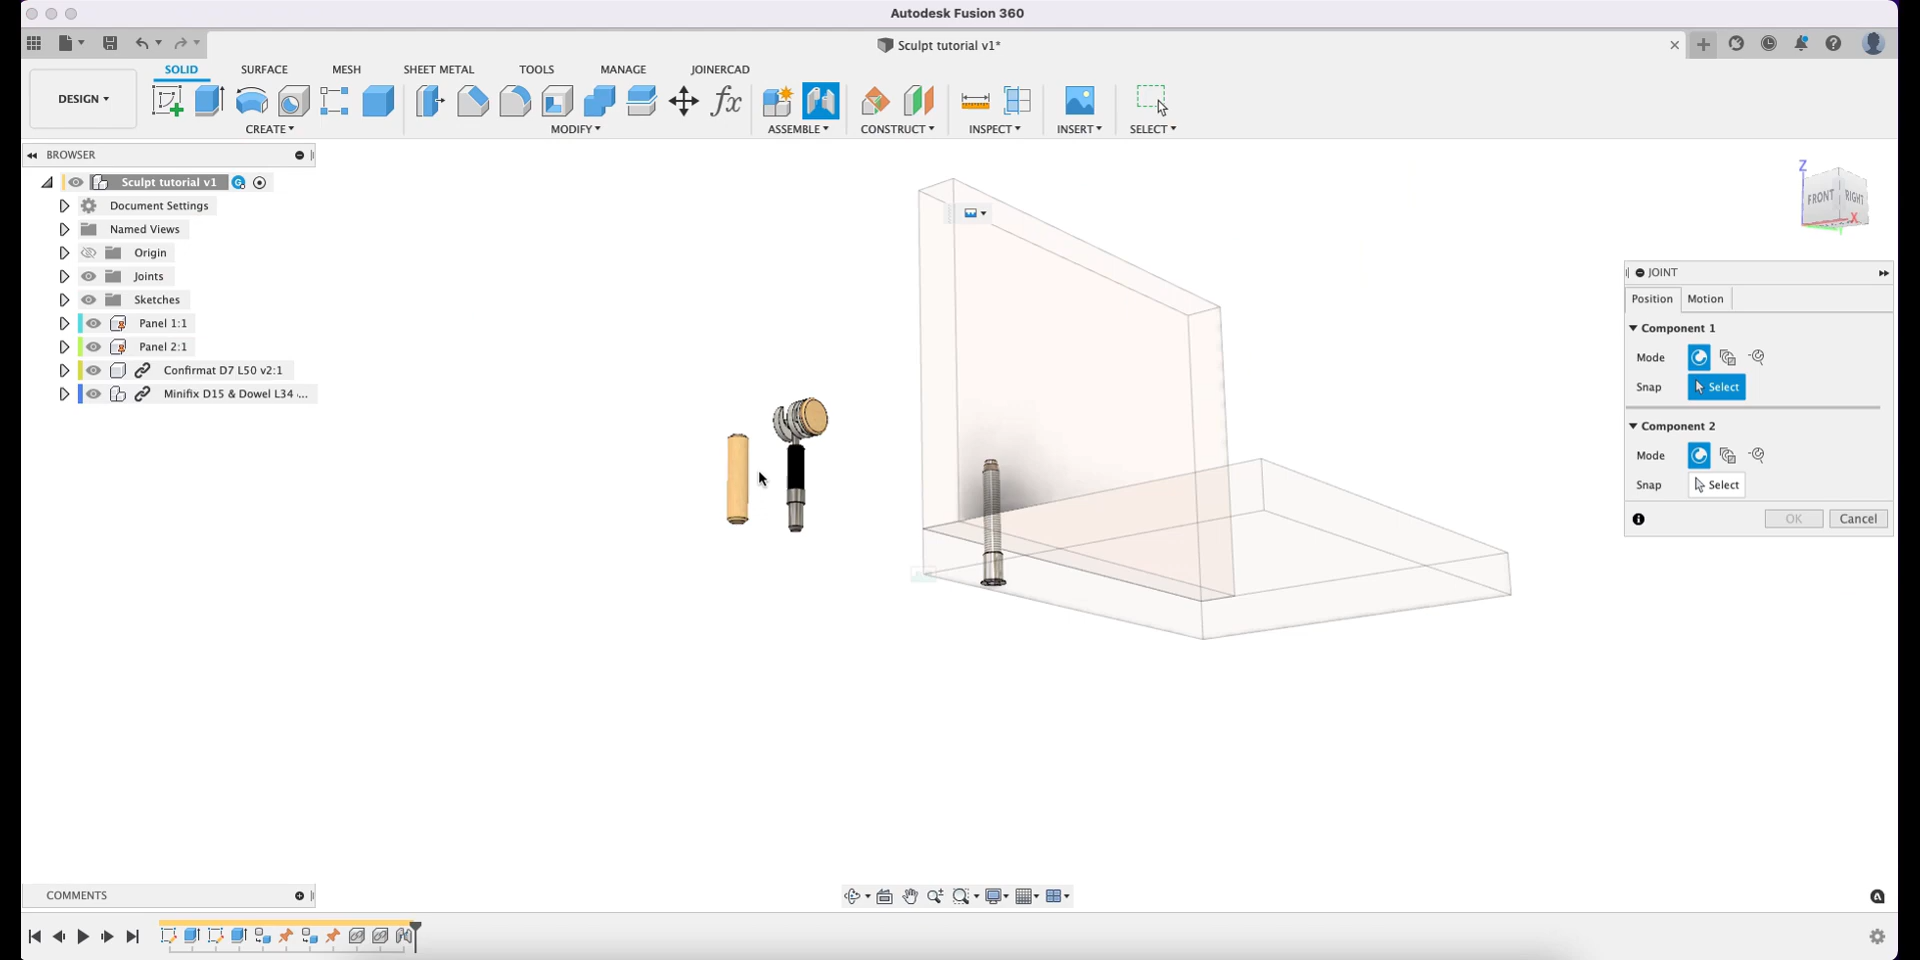 Autodesk Fusion 360
Sculpt tutorial v1*
SOLID SURFACE MESH SHEET METAL TOOLS MANAGE JOINERCAD
DESIGN
fx
CREATE MODIFY ASSEMBLE CONSTRUCT INSPECT INSERT SELECT
BROWSER
Sculpt tutorial v1
Document Settings
Named Views
Origin
Joints
Sketches
Panel 1:1
Panel 2:1
Confirmat D7 L50 v2:1
Minifix D15 & Dowel L34 ...
Z
FRONT RIGHT
X
JOINT
Position Motion
Component 1
Mode
Snap Select
Component 2
Mode
Snap Select
OK Cancel
COMMENTS